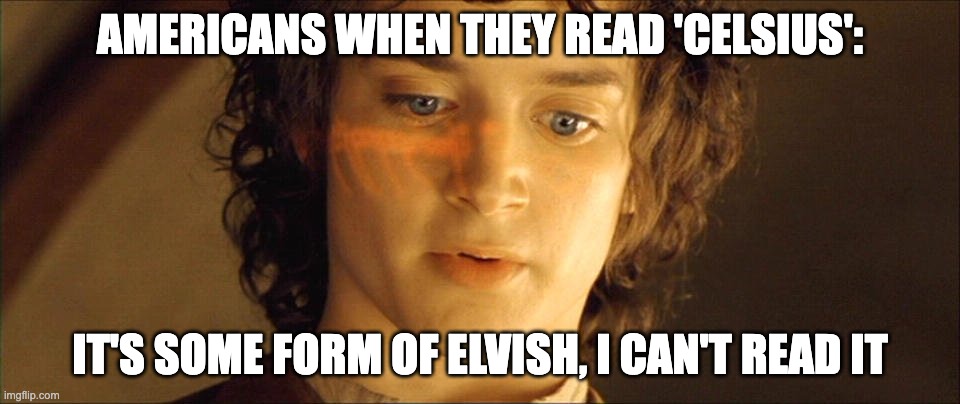 AMERICANS WHEN THEY READ 'CELSIUS':
IT'S SOME FORM OF ELVISH, I CAN'T READ IT
imgflip.com